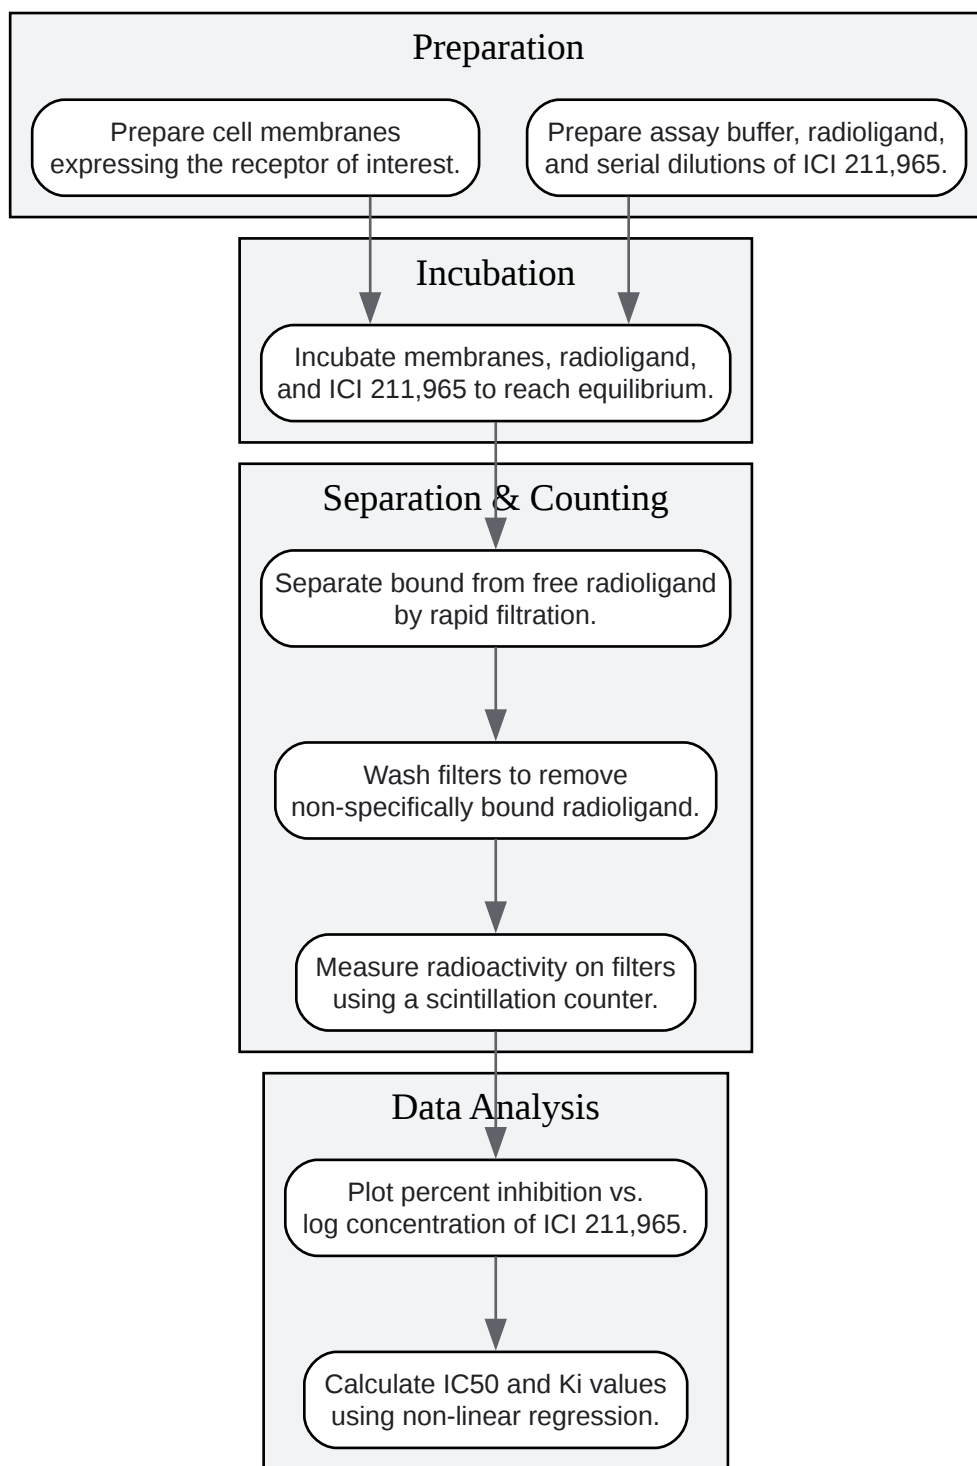 Preparation
Prepare cell membranes
expressing the receptor of interest.
Prepare assay buffer, radioligand,
and serial dilutions of ICI 211,965.
Incubation
Incubate membranes, radioligand,
and ICI 211,965 to reach equilibrium.
Separation & Counting
Separate bound from free radioligand
by rapid filtration.
Wash filters to remove
non-specifically bound radioligand.
Measure radioactivity on filters
using a scintillation counter.
Data Analysis
Plot percent inhibition vs.
log concentration of ICI 211,965.
Calculate IC50 and Ki values
using non-linear regression.